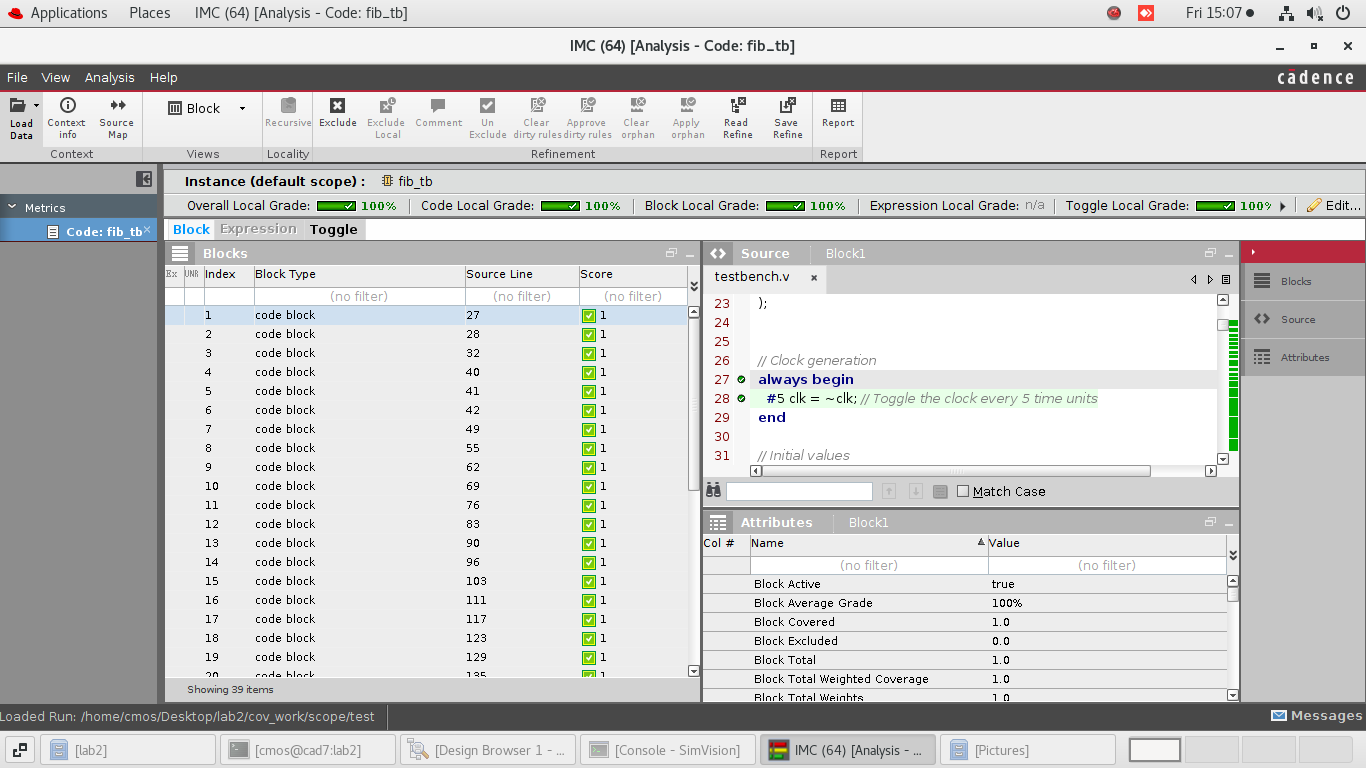 Applications Places IMC (64) [Analysis - Code: fib_tb] Fri 15:07
IMC (64) [Analysis - Code: fib_tb]
File View Analysis Help cādence
Load Data
Context info
Source Map
Block
Recursive
Exclude
Exclude Local
Comment
Un Exclude
Clear dirty rules
Approve dirty rules
Clear orphan
Apply orphan
Read Refine
Save Refine
Report
Context Views Locality Refinement Report
Metrics
Code: fib_tb
Instance (default scope) : fib_tb
Overall Local Grade: 100% Code Local Grade: 100% Block Local Grade: 100% Expression Local Grade: n/a Toggle Local Grade: 100% Edit...
Block Expression Toggle
Blocks
Ex UNR Index Block Type Source Line Score
(no filter) (no filter) (no filter)
1 code block 27 1
2 code block 28 1
3 code block 32 1
4 code block 40 1
5 code block 41 1
6 code block 42 1
7 code block 49 1
8 code block 55 1
9 code block 62 1
10 code block 69 1
11 code block 76 1
12 code block 83 1
13 code block 90 1
14 code block 96 1
15 code block 103 1
16 code block 111 1
17 code block 117 1
18 code block 123 1
19 code block 129 1
20 code block 135 1
Showing 39 items
Source Block1
testbench.v
23 );
24
25
26 // Clock generation
27 always begin
28 #5 clk = ~clk; // Toggle the clock every 5 time units
29 end
30
31 // Initial values
Match Case
Attributes Block1
Col # Name Value
(no filter) (no filter)
Block Active true
Block Average Grade 100%
Block Covered 1.0
Block Excluded 0.0
Block Total 1.0
Block Total Weighted Coverage 1.0
Block Total Weights 1.0
Blocks
Source
Attributes
Loaded Run: /home/cmos/Desktop/lab2/cov_work/scope/test Messages
[lab2] [cmos@cad7:lab2] [Design Browser 1 - ... [Console - SimVision] IMC (64) [Analysis - ... [Pictures]